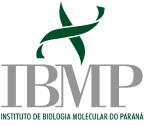 IBMP
INSTITUTO DE BIOLOGIA MOLECULAR DO PARANÁ